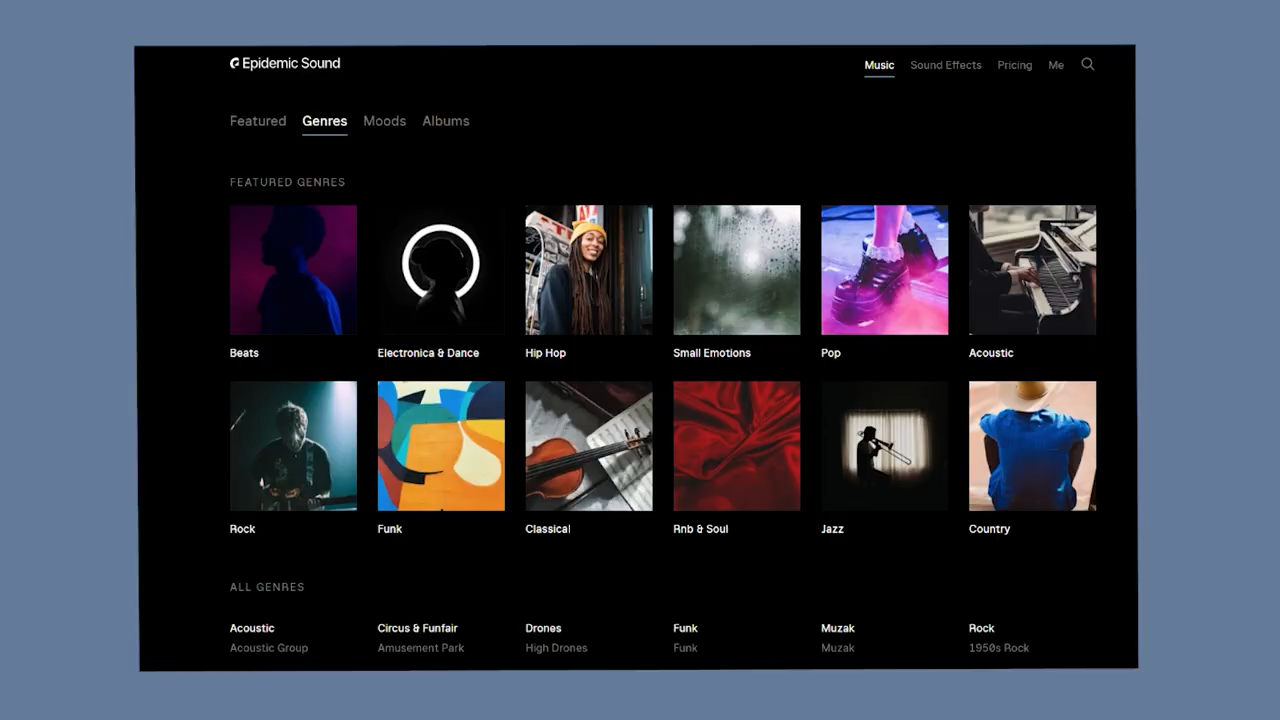 Epidemic Sound
Music Sound Effects Pricing Me
Featured Genres Moods Albums
FEATURED GENRES
Beats Electronica & Dance Hip Hop Small Emotions Pop Acoustic
Rock Funk Classical Rnb & Soul Jazz Country
ALL GENRES
Acoustic Circus & Funfair Drones Funk Muzak Rock
Acoustic Group Amusement Park High Drones Funk Muzak 1950s Rock